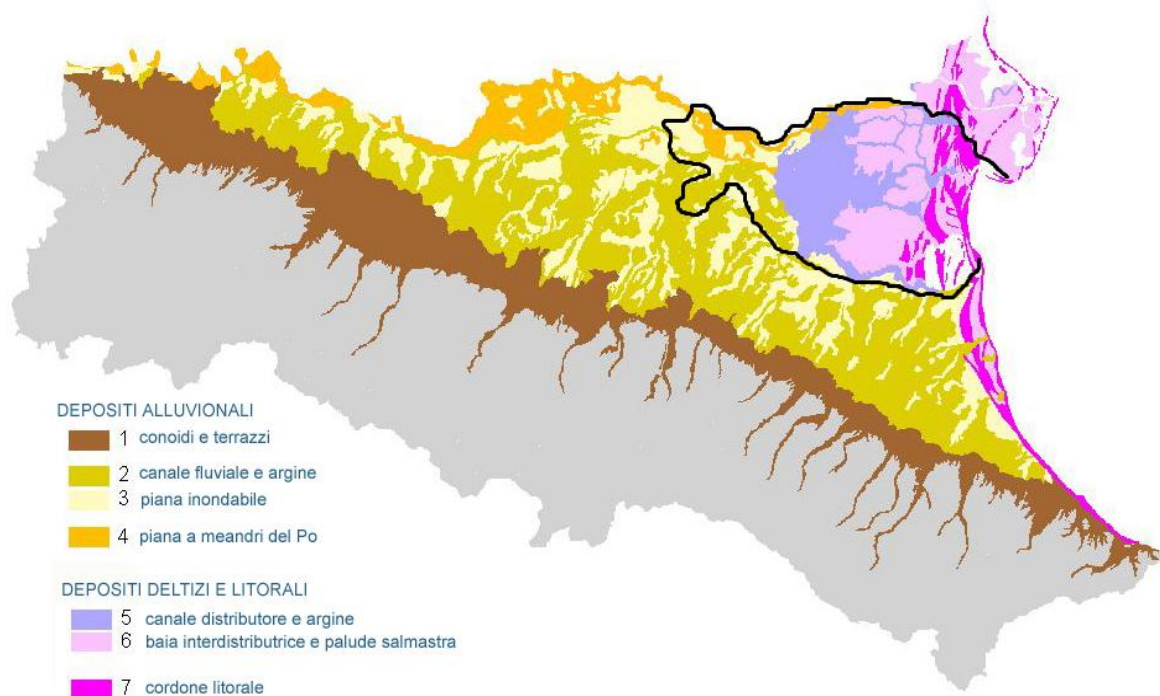 DEPOSITI ALLUVIONALI
1 conoidi e terrazzi
2 canale fluviale e argine
3 piana inondabile
4 piana a meandri del Po
DEPOSITI DELTIZI E LITORALI
5 canale distributore e argine
6 baia interdistributrice e palude salmastra
7 cordone litorale